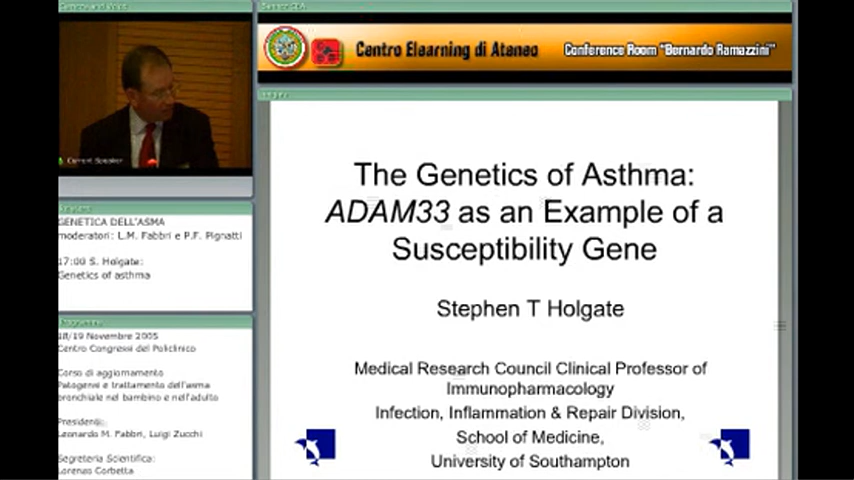 Current Speaker
GENETICA DELL'ASMA
moderatori: L.M. Fabbri e P.F. Pignatti
17:00 S. Holgate:
Genetics of asthma
18/19 Novembre 2005
Centro Congressi del Policlinico
Corso di aggiornamento
Patogenesi e trattamento dell'asma
bronchiale nel bambino e nell'adulto
Presidenti:
Leonardo M. Fabbri, Luigi Zucchi
Segreteria Scientifica:
Lorenzo Corbetta
Centro Elearning di Ateneo
Conference Room "Bernardo Ramazzini"
The Genetics of Asthma:
ADAM33 as an Example of a
Susceptibility Gene
Stephen T Holgate
Medical Research Council Clinical Professor of
Immunopharmacology
Infection, Inflammation & Repair Division,
School of Medicine,
University of Southampton